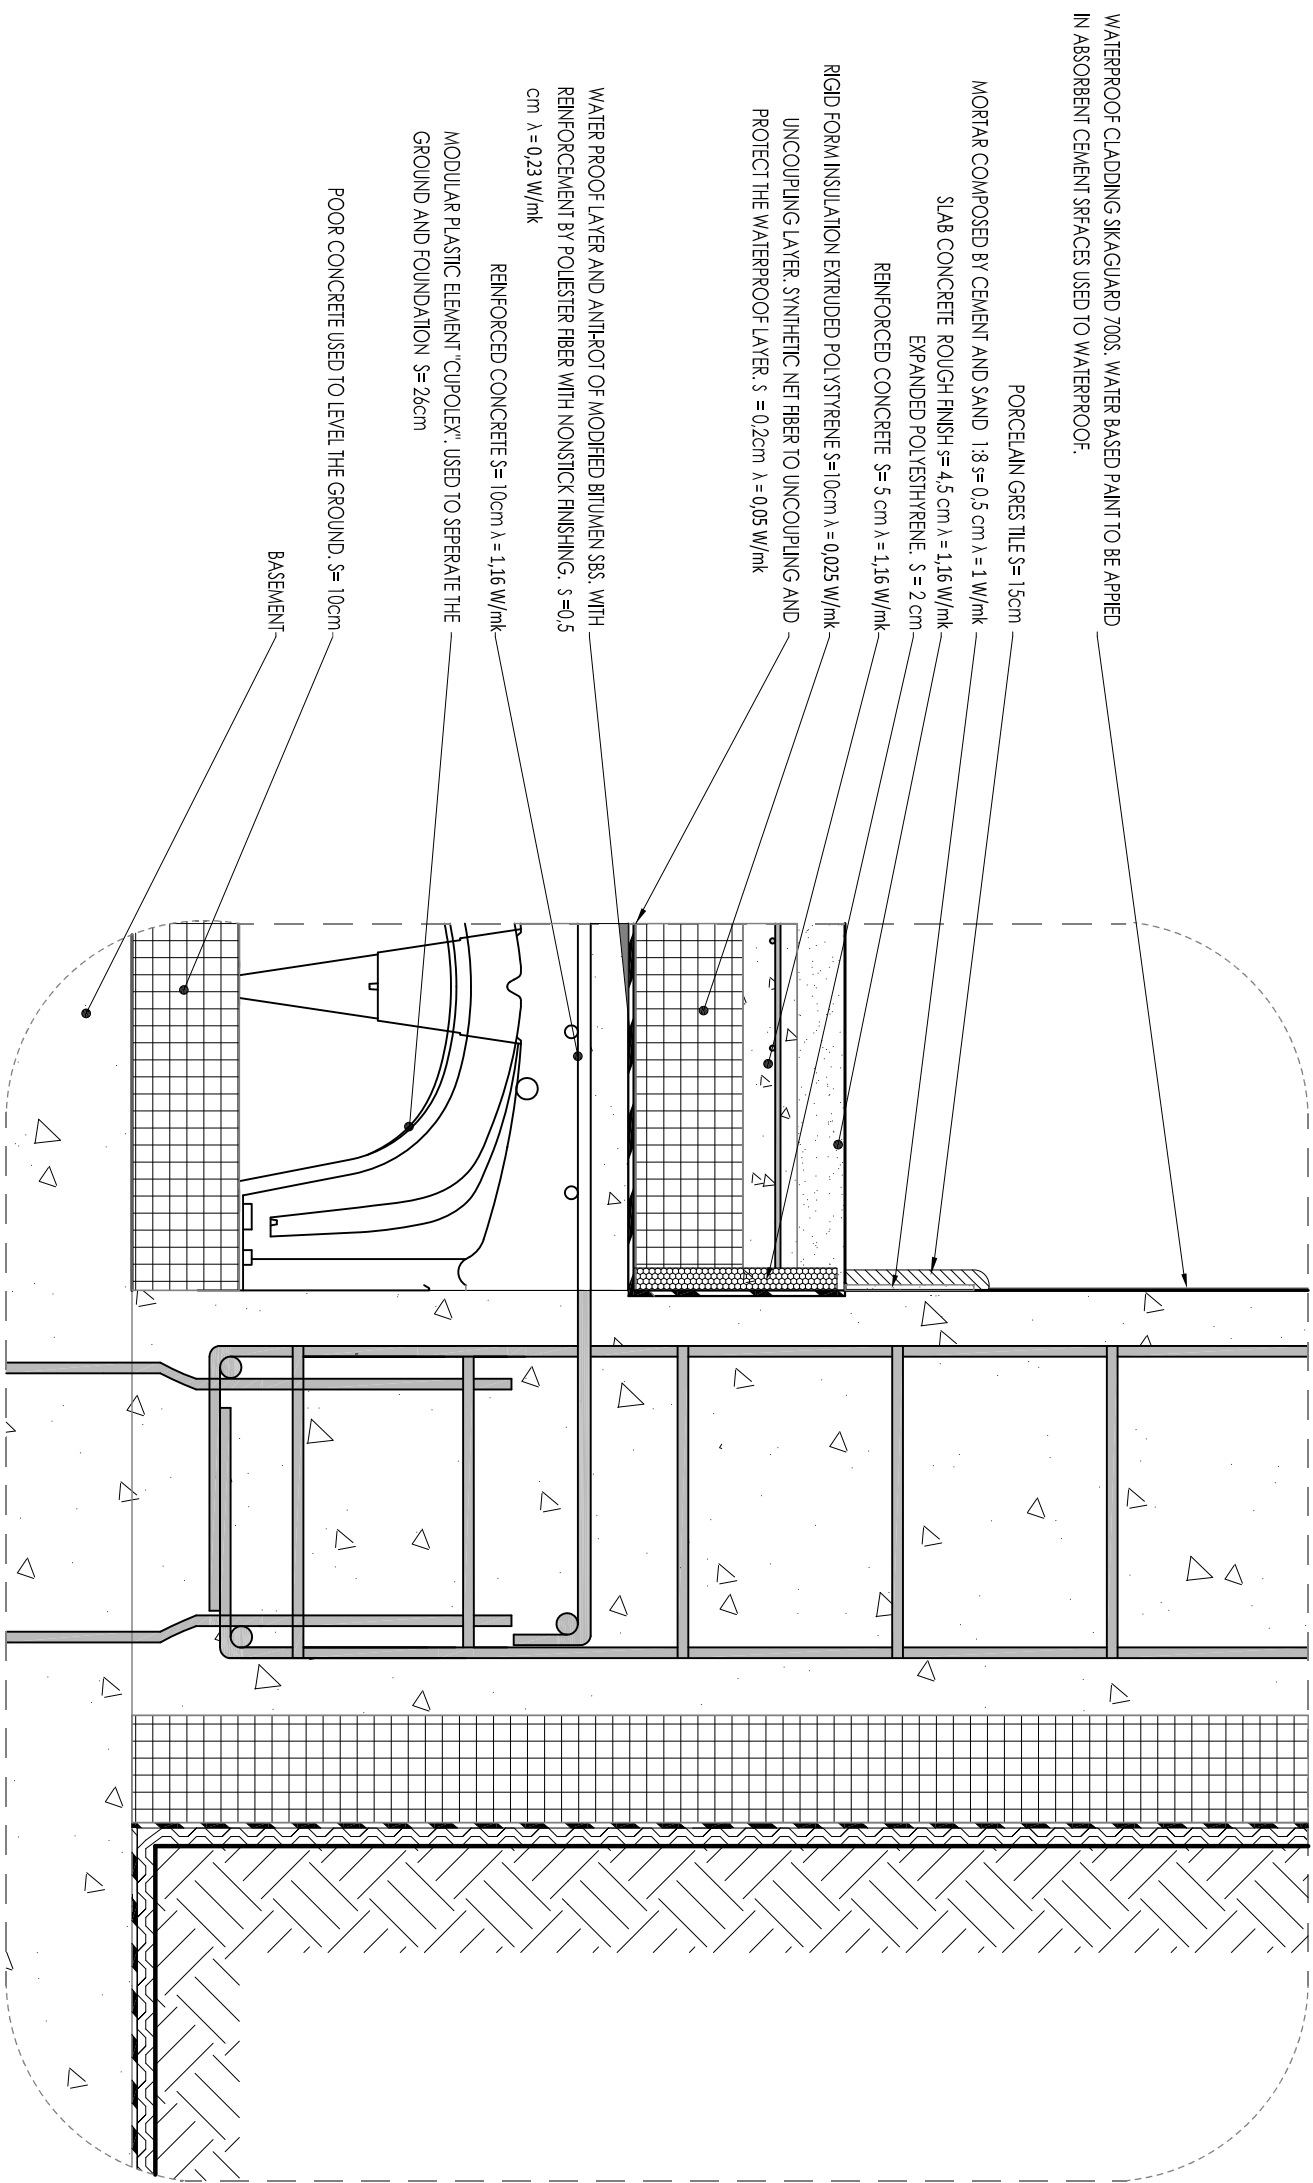 WATERPROOF CLADDING SIKAGUARD 700S. WATER BASED PAINT TO BE APPIED
IN ABSORBENT CEMENT SRFACES USED TO WATERPROOF.
PORCELAIN GRES TILE S= 15cm
MORTAR COMPOSED BY CEMENT AND SAND 1:8 s= 0,5 cm λ = 1 W/mk
SLAB CONCRETE ROUGH FINISH s= 4,5 cm λ = 1,16 W/mk
EXPANDED POLYESTHYRENE. S = 2 cm
REINFORCED CONCRETE S= 5 cm λ = 1,16 W/mk
RIGID FORM INSULATION EXTRUDED POLYSTYRENE S=10cm λ = 0,025 W/mk
UNCOUPLING LAYER. SYNTHETIC NET FIBER TO UNCOUPLING AND
PROTECT THE WATERPROOF LAYER. S = 0,2cm λ = 0,05 W/mk
WATER PROOF LAYER AND ANTI-ROT OF MODIFIED BITUMEN SBS. WITH
REINFORCEMENT BY POLIESTER FIBER WITH NONSTICK FINISHING. S =0,5
cm λ = 0,23 W/mk
REINFORCED CONCRETE S= 10cm λ = 1,16 W/mk
MODULAR PLASTIC ELEMENT "CUPOLEX". USED TO SEPERATE THE
GROUND AND FOUNDATION S= 26cm
POOR CONCRETE USED TO LEVEL THE GROUND. S= 10cm
BASEMENT